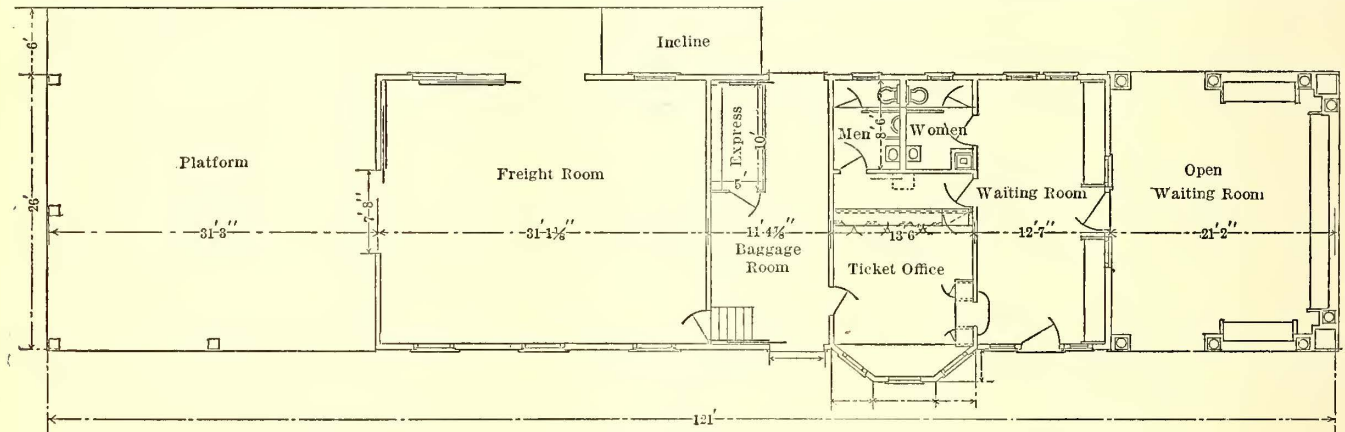 Incline
6'
26'
Platform
Freight Room
Express
10'
5'
Men
8'-6"
Women
Waiting Room
Open
Waiting Room
7'-8"
31'-3"
31'-1⅛"
11'-4⅛"
13'-6"
12'-7"
21'-2"
Baggage
Room
Ticket Office
121'